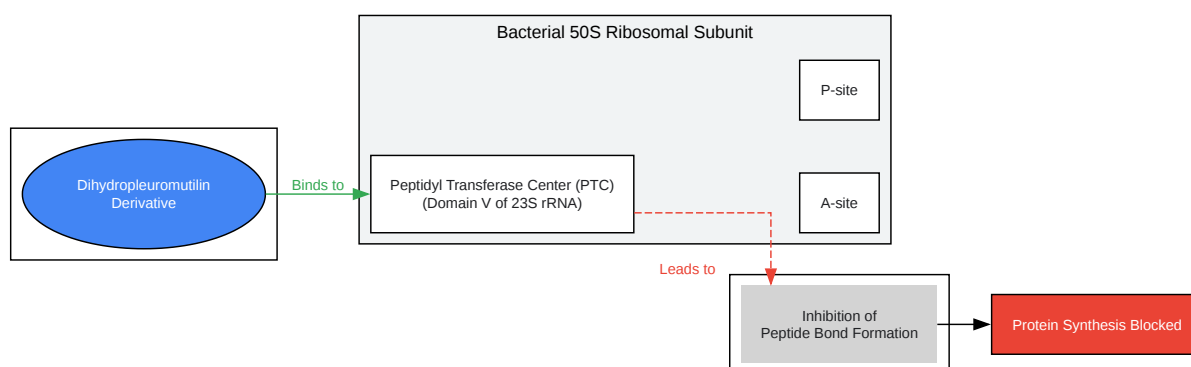 Bacterial 50S Ribosomal Subunit
P-site
Dihydropleuromutilin
Derivative
Binds to
Peptidyl Transferase Center (PTC)
(Domain V of 23S rRNA)
A-site
Leads to
Inhibition of
Peptide Bond Formation
Protein Synthesis Blocked